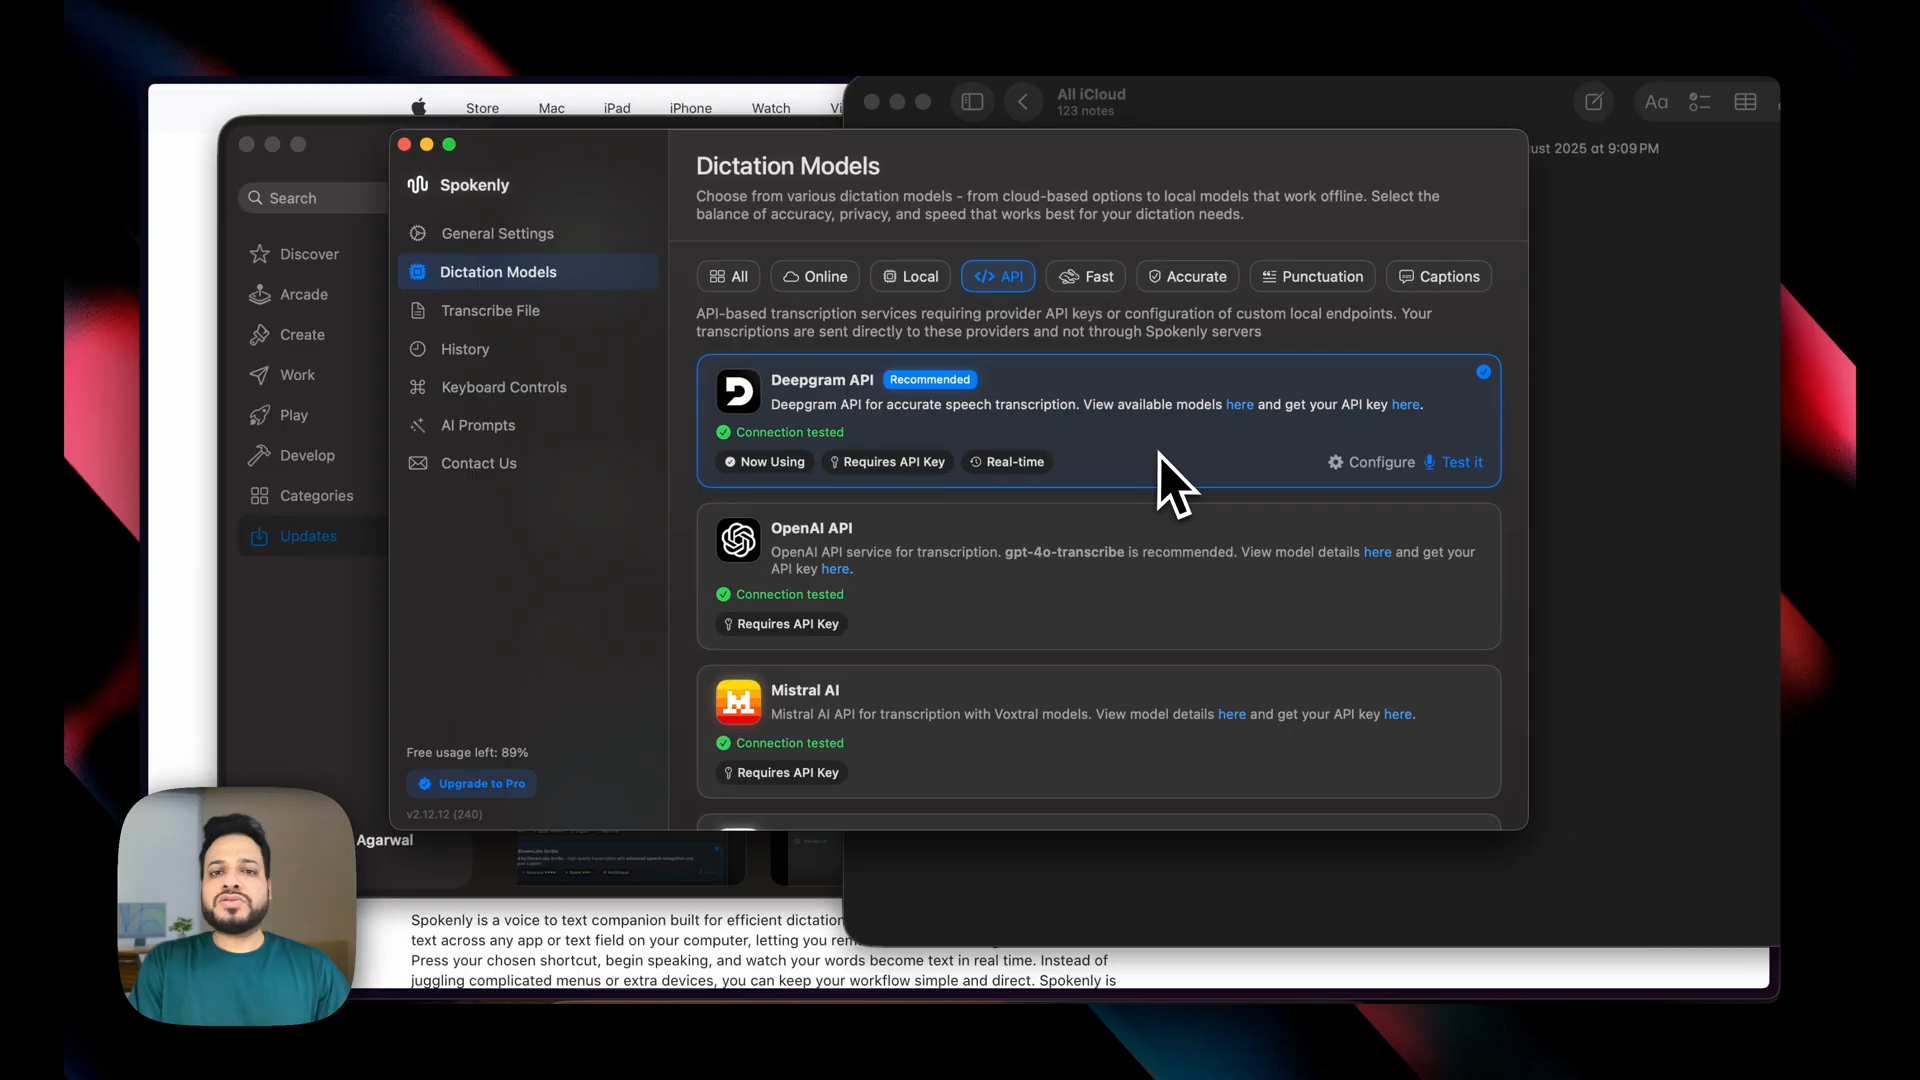 Store
Mac
iPad
iPhone
Watch
All iCloud
123 notes
Aa
ust 2025 at 9:09 PM
Search
Discover
Arcade
Create
Work
Play
Develop
Categories
Updates
Agarwal
Spokenly
General Settings
Dictation Models
Transcribe File
History
Keyboard Controls
AI Prompts
Contact Us
Free usage left: 89%
Upgrade to Pro
v2.12.12 (240)
Dictation Models
Choose from various dictation models - from cloud-based options to local models that work offline. Select the
balance of accuracy, privacy, and speed that works best for your dictation needs.
All
Online
Local
</> API
Fast
Accurate
Punctuation
Captions
API-based transcription services requiring provider API keys or configuration of custom local endpoints. Your
transcriptions are sent directly to these providers and not through Spokenly servers
Deepgram API Recommended
Deepgram API for accurate speech transcription. View available models here and get your API key here.
Connection tested
Now Using
Requires API Key
Real-time
Configure
Test it
OpenAI API
OpenAI API service for transcription. gpt-4o-transcribe is recommended. View model details here and get your
API key here.
Connection tested
Requires API Key
Mistral AI
Mistral AI API for transcription with Voxtral models. View model details here and get your API key here.
Connection tested
Requires API Key
Spokenly is a voice to text companion built for efficient dictation
text across any app or text field on your computer, letting you
Press your chosen shortcut, begin speaking, and watch your words become text in real time. Instead of
juggling complicated menus or extra devices, you can keep your workflow simple and direct. Spokenly is